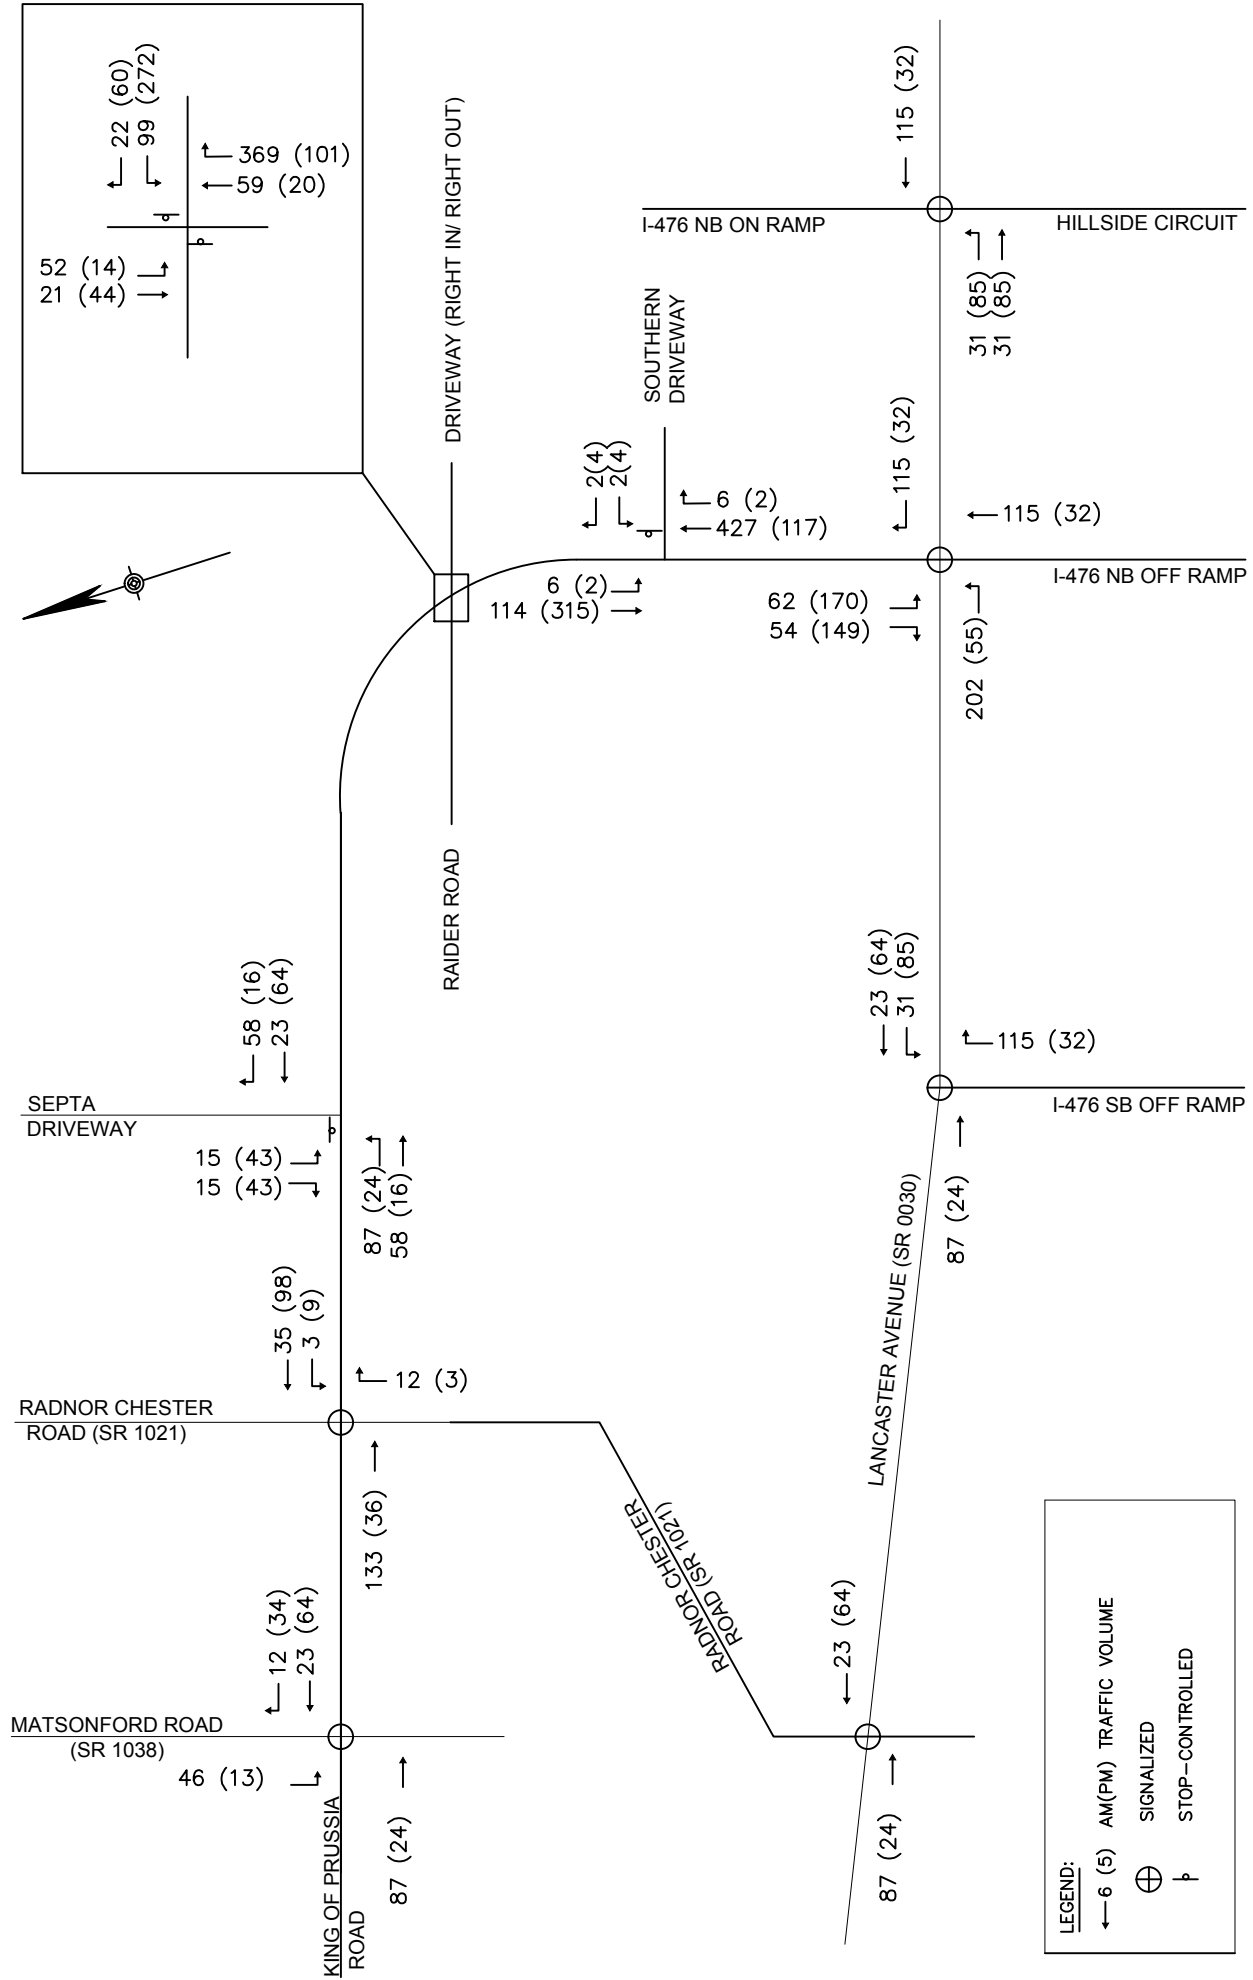 22 (60)
99 (272)
369 (101)
59 (20)
52 (14)
21 (44)
DRIVEWAY (RIGHT IN/ RIGHT OUT)
RAIDER ROAD
115 (32)
I-476 NB ON RAMP
HILLSIDE CIRCUIT
31 (85)
31 (85)
SOUTHERN
DRIVEWAY
2(4)
2(4)
6 (2)
427 (117)
6 (2)
114 (315)
115 (32)
115 (32)
I-476 NB OFF RAMP
62 (170)
54 (149)
202 (55)
58 (16)
23 (64)
SEPTA
DRIVEWAY
15 (43)
15 (43)
87 (24)
58 (16)
23 (64)
31 (85)
115 (32)
I-476 SB OFF RAMP
87 (24)
LANCASTER AVENUE (SR 0030)
35 (98)
3 (9)
12 (3)
RADNOR CHESTER
ROAD (SR 1021)
133 (36)
RADNOR CHESTER
ROAD (SR 1021)
12 (34)
23 (64)
MATSONFORD ROAD
(SR 1038)
46 (13)
87 (24)
KING OF PRUSSIA
ROAD
23 (64)
87 (24)
LEGEND:
6 (5) AM(PM) TRAFFIC VOLUME
SIGNALIZED
STOP-CONTROLLED